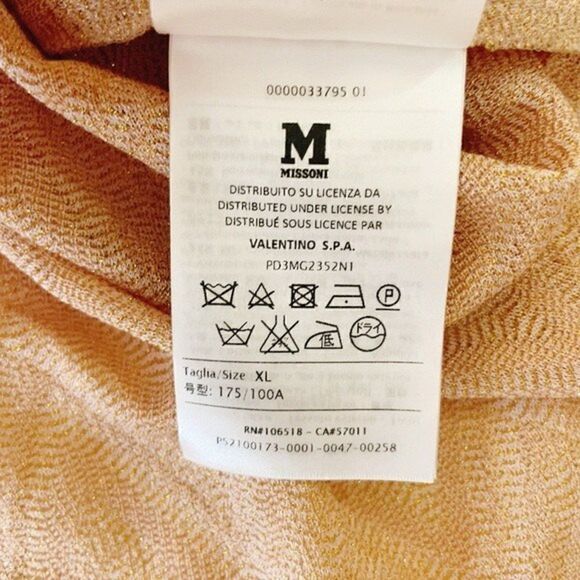 0000033795 01
M
MISSONI
DISTRIBUITO SU LICENZA DA
DISTRIBUTED UNDER LICENSE BY
DISTRIBUÉ SOUS LICENCE PAR
VALENTINO S.P.A.
PD3MG2352N1
P
低 ドライ
Taglia/Size XL
号型: 175/100A
RN#106518 - CA#57011
PS2100173-0001-0047-00258